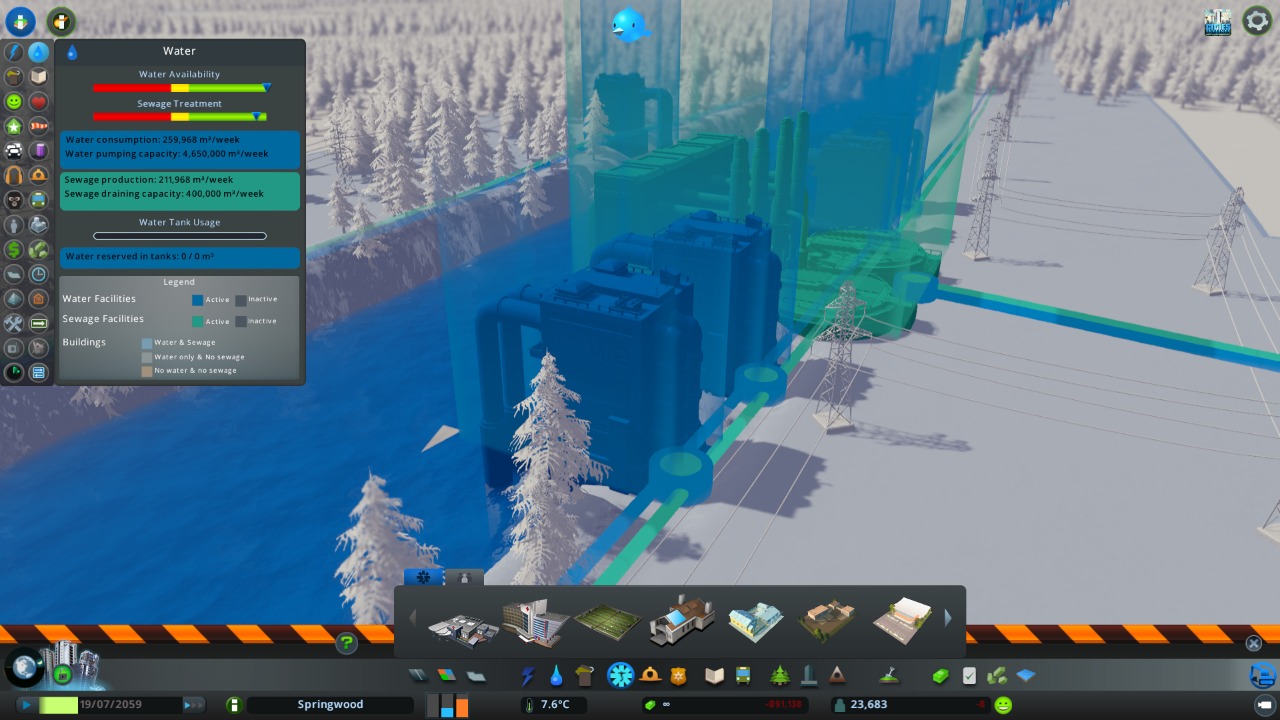 Water
Water Availability
Sewage Treatment
Water consumption: 259,968 m³/week
Water pumping capacity: 4,650,000 m³/week
Sewage production: 211,968 m³/week
Sewage draining capacity: 400,000 m³/week
Water Tank Usage
Water reserved in tanks: 0 / 0 m³
Legend
Water Facilities Active Inactive
Sewage Facilities Active Inactive
Buildings Water & Sewage
Water only & No sewage
No water & no sewage
?
19/07/2059 Springwood 7.6°C ∞ -891,138 23,683 -8